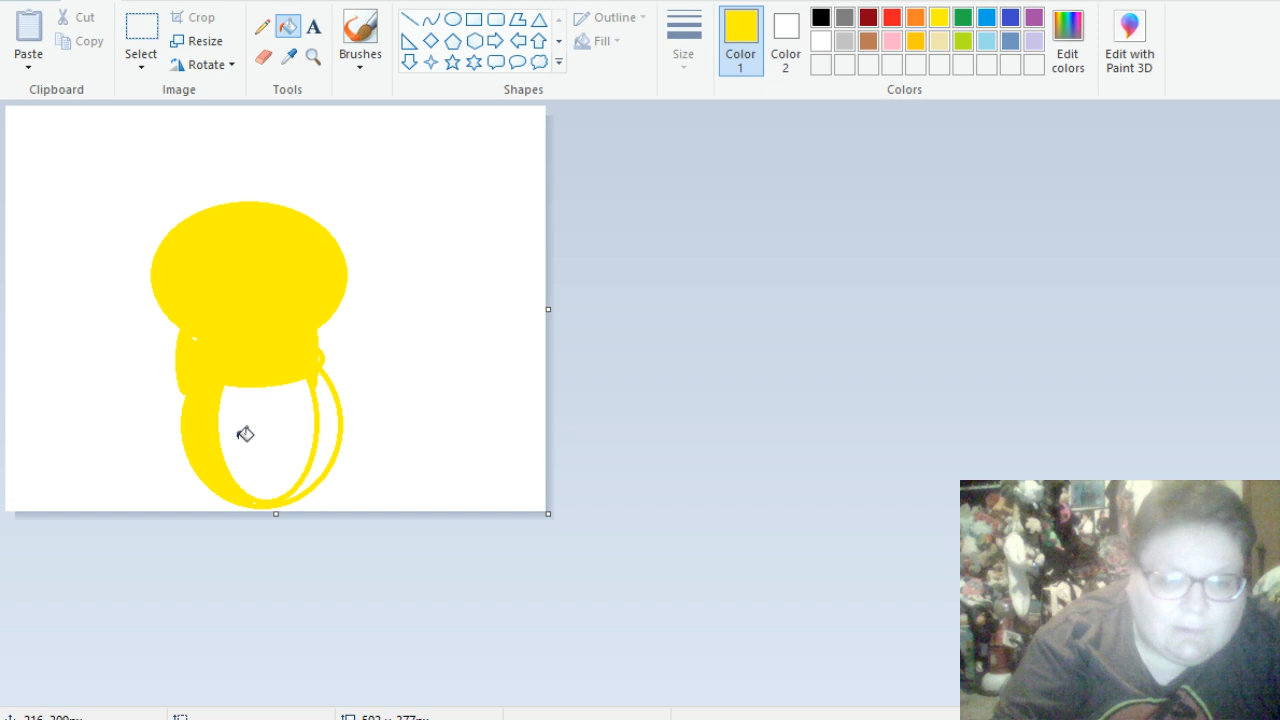 Cut
Crop
Outline
Copy
Resize
Fill
Paste
Select
Rotate
Brushes
Size
Color
1
Color
2
Edit
colors
Edit with
Paint 3D
Clipboard
Image
Tools
Shapes
Colors